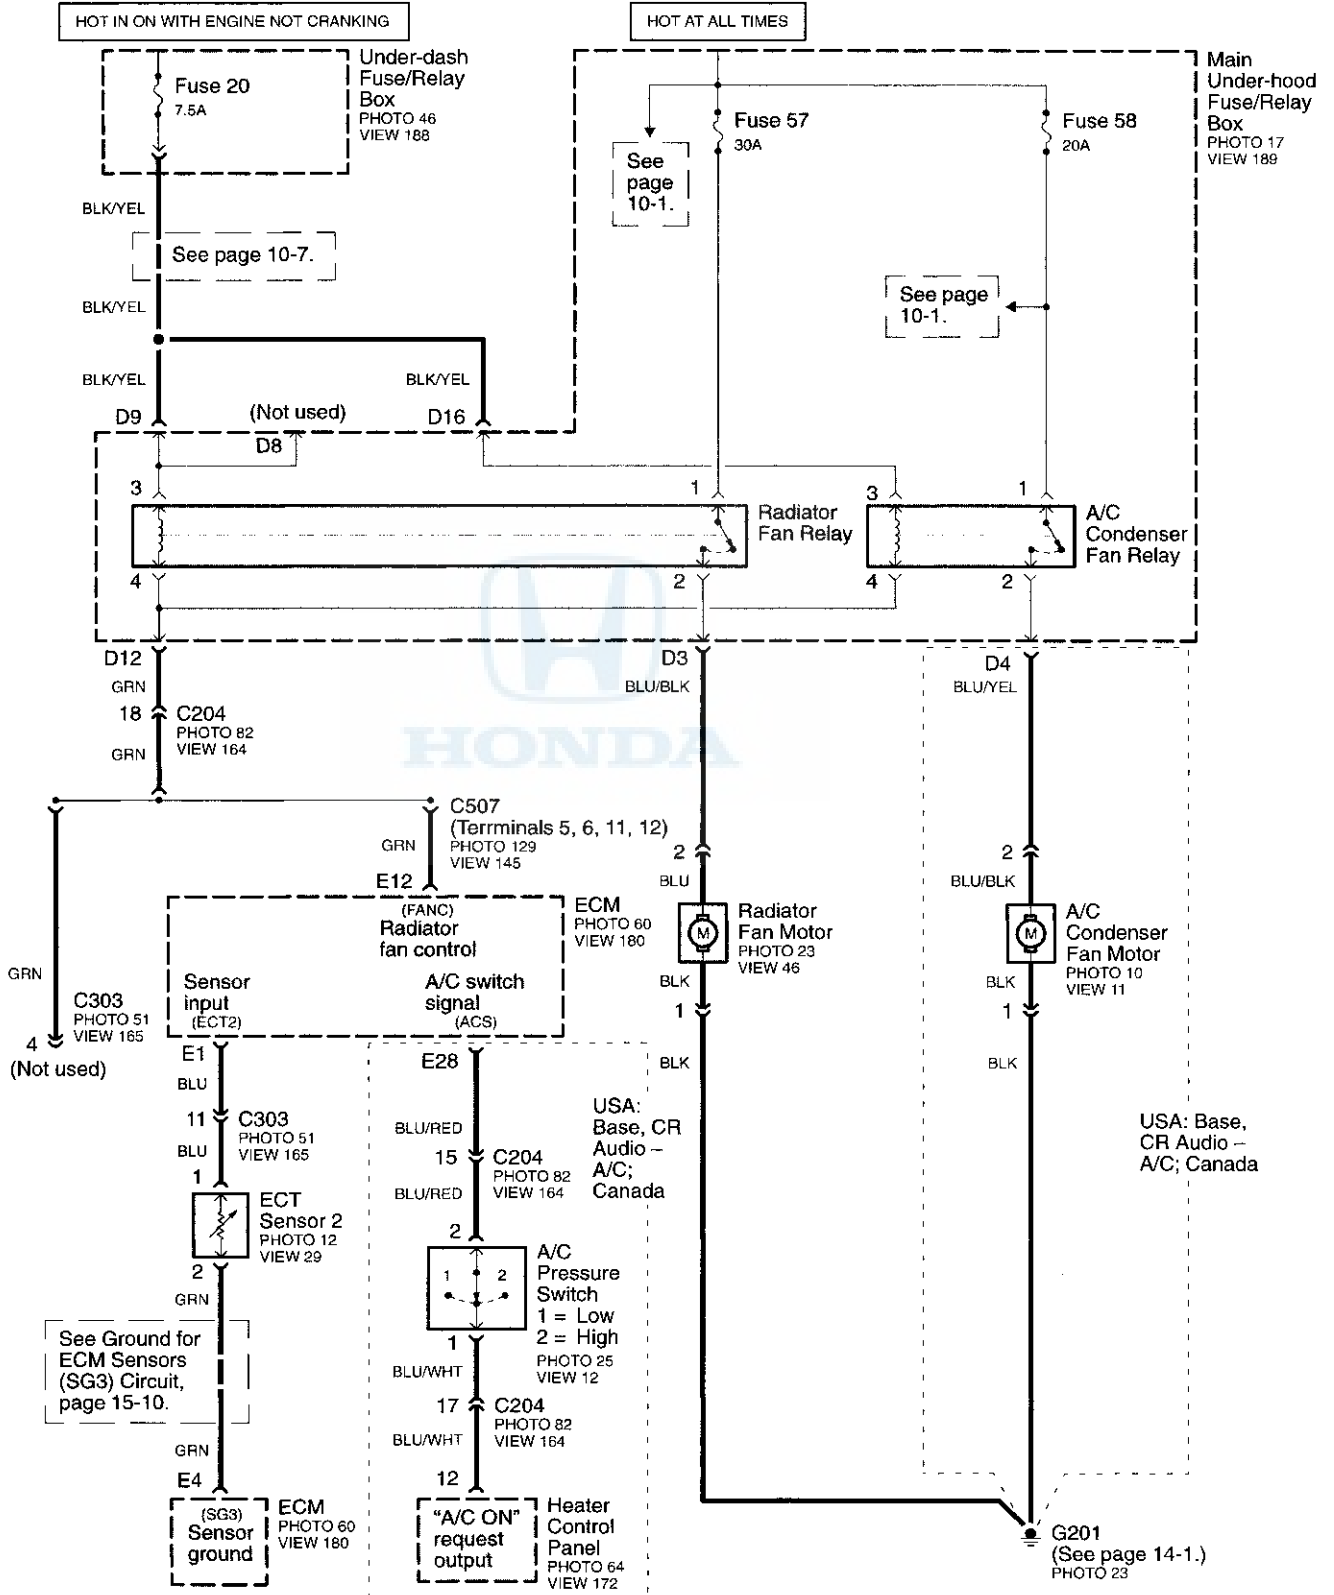 HOT IN ON WITH ENGINE NOT CRANKING
HOT AT ALL TIMES
Fuse 20
7.5A
Under-dash
Fuse/Relay
Box
PHOTO 46
VIEW 188
Main
Under-hood
Fuse/Relay
Box
PHOTO 17
VIEW 189
Fuse 57
30A
Fuse 58
20A
See
page
10-1.
BLK/YEL
See page 10-7.
BLK/YEL
See page
10-1.
BLK/YEL
BLK/YEL
D9
(Not used)
D8
D16
3
1
3
1
Radiator
Fan Relay
A/C
Condenser
Fan Relay
4
2
4
2
HONDA
D12
D3
D4
GRN
BLU/BLK
BLU/YEL
18
C204
PHOTO 82
VIEW 164
GRN
C507
(Terrminals 5, 6, 11, 12)
PHOTO 129
VIEW 145
GRN
E12
2
2
BLU
BLU/BLK
(FANC)
Radiator
fan control
ECM
PHOTO 60
VIEW 180
Radiator
Fan Motor
PHOTO 23
VIEW 46
M
A/C
Condenser
Fan Motor
PHOTO 10
VIEW 11
M
GRN
Sensor
input
(ECT2)
A/C switch
signal
(ACS)
BLK
BLK
C303
PHOTO 51
VIEW 165
4
(Not used)
1
1
E1
E28
BLK
BLK
BLU
11
C303
PHOTO 51
VIEW 165
BLU
BLU/RED
15
C204
PHOTO 82
VIEW 164
BLU/RED
USA:
Base, CR
Audio –
A/C;
Canada
USA: Base,
CR Audio –
A/C; Canada
1
ECT
Sensor 2
PHOTO 12
VIEW 29
2
2
1 2
A/C
Pressure
Switch
1 = Low
2 = High
PHOTO 25
VIEW 12
GRN
1
See Ground for
ECM Sensors
(SG3) Circuit,
page 15-10.
BLU/WHT
17
C204
PHOTO 82
VIEW 164
BLU/WHT
GRN
E4
12
(SG3)
Sensor
ground
ECM
PHOTO 60
VIEW 180
"A/C ON"
request
output
Heater
Control
Panel
PHOTO 64
VIEW 172
G201
(See page 14-1.)
PHOTO 23